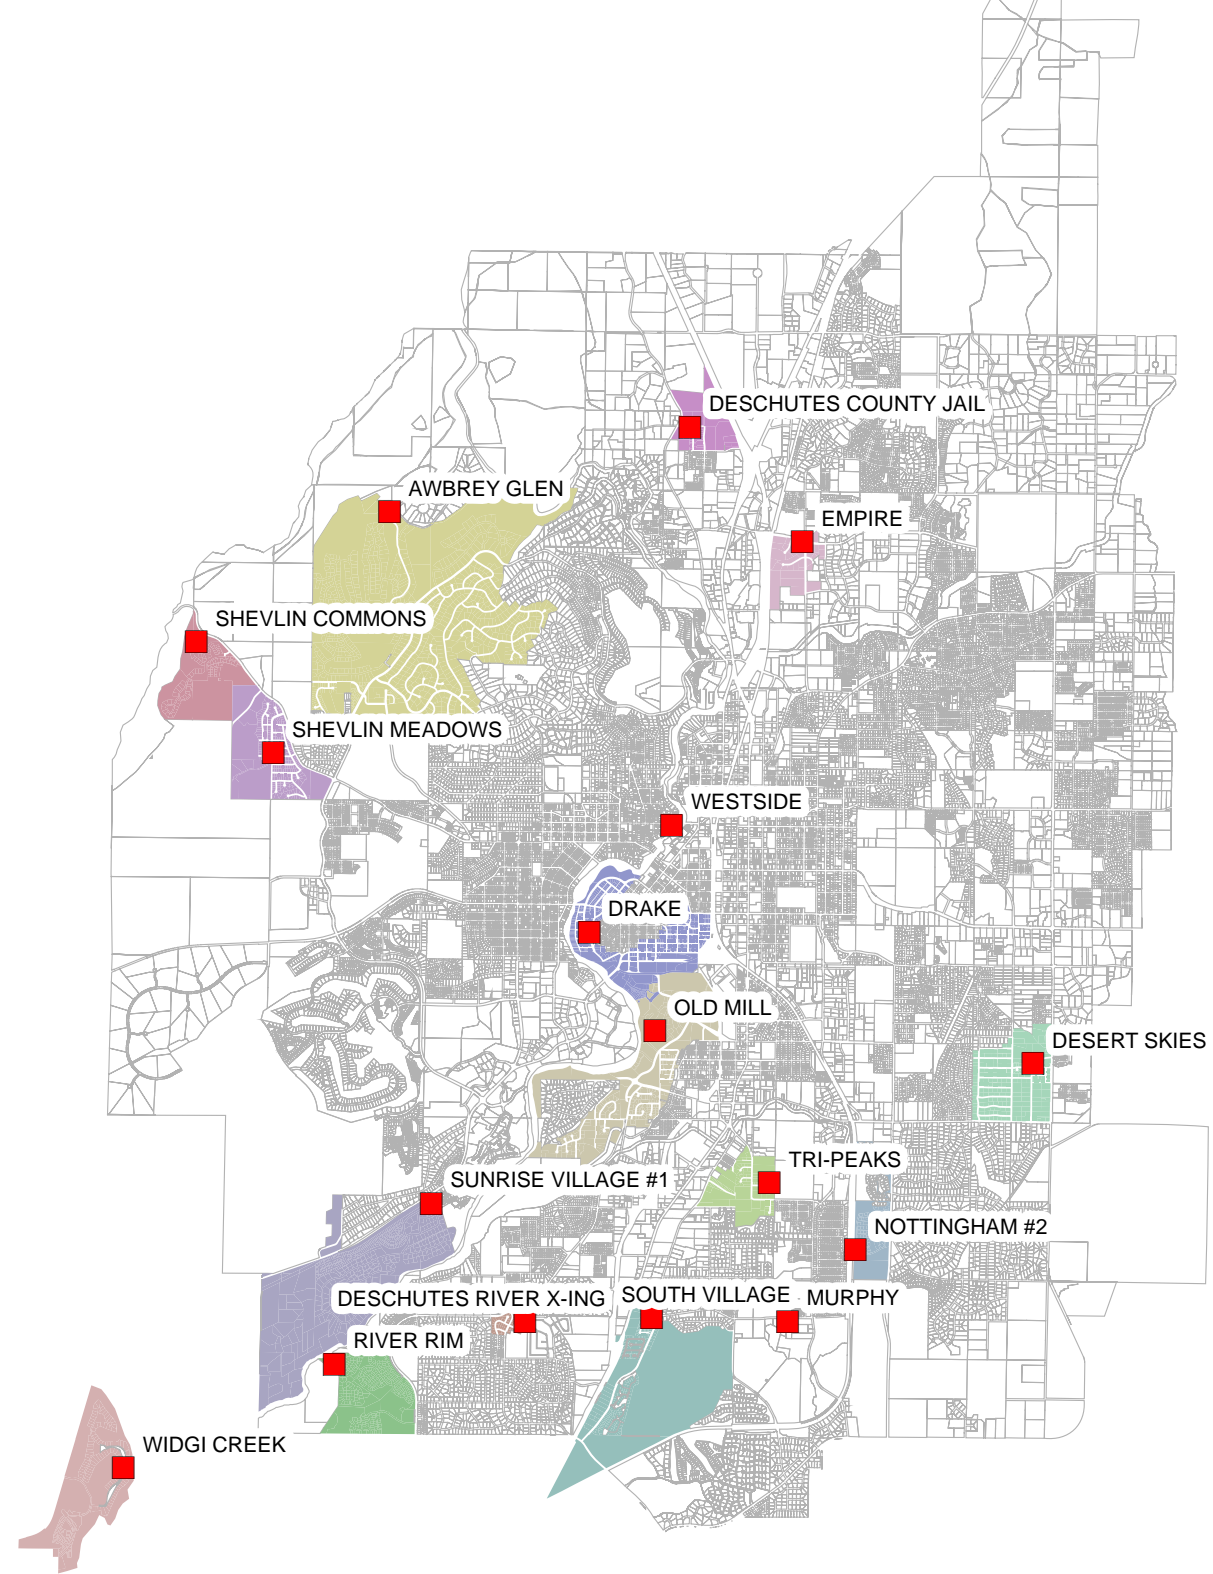 DESCHUTES COUNTY JAIL
AWBREY GLEN
EMPIRE
SHEVLIN COMMONS
SHEVLIN MEADOWS
WESTSIDE
DRAKE
OLD MILL
DESERT SKIES
TRI-PEAKS
SUNRISE VILLAGE #1
NOTTINGHAM #2
DESCHUTES RIVER X-ING
SOUTH VILLAGE
MURPHY
RIVER RIM
WIDGI CREEK